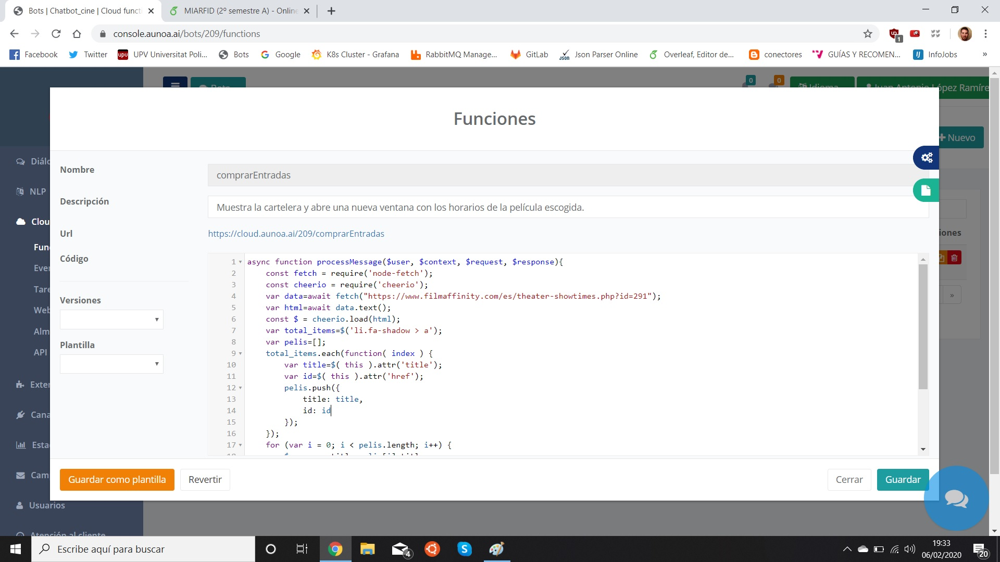 Bots | Chatbot_cine | Cloud functi
MIARFID (2º semestre A) - Online
console.aunoa.ai/bots/209/functions
1
Facebook
Twitter
upv
UPV Universitat Poli...
Bots
Google
K8s Cluster - Grafana
RabbitMQ Manage...
GitLab
JSON
Json Parser Online
Overleaf, Editor de...
conectores
GUÍAS Y RECOMEN...
InfoJobs
»
Bots
0
0
Idioma
Juan Antonio López Ramíre
Funciones
Nuevo
Diálo
NLP
Clou
Fun
Ever
Tare
Web
Alm
API
Exter
Cana
Esta
Cam
Usuarios
Atención al cliente
Nombre
comprarEntradas
Descripción
Muestra la cartelera y abre una nueva ventana con los horarios de la película escogida.
Url
https://cloud.aunoa.ai/209/comprarEntradas
iones
»
Código
Versiones
Plantilla
1 async function processMessage($user, $context, $request, $response){
2 const fetch = require('node-fetch');
3 const cheerio = require('cheerio');
4 var data=await fetch("https://www.filmaffinity.com/es/theater-showtimes.php?id=291");
5 var html=await data.text();
6 const $ = cheerio.load(html);
7 var total_items=$('li.fa-shadow > a');
8 var pelis=[];
9 total_items.each(function( index ) {
10 var title=$( this ).attr('title');
11 var id=$( this ).attr('href');
12 pelis.push({
13 title: title,
14 id: id
15 });
16 });
17 for (var i = 0; i < pelis.length; i++) {
Guardar como plantilla
Revertir
Cerrar
Guardar
Escribe aquí para buscar
4
19:33
06/02/2020
20